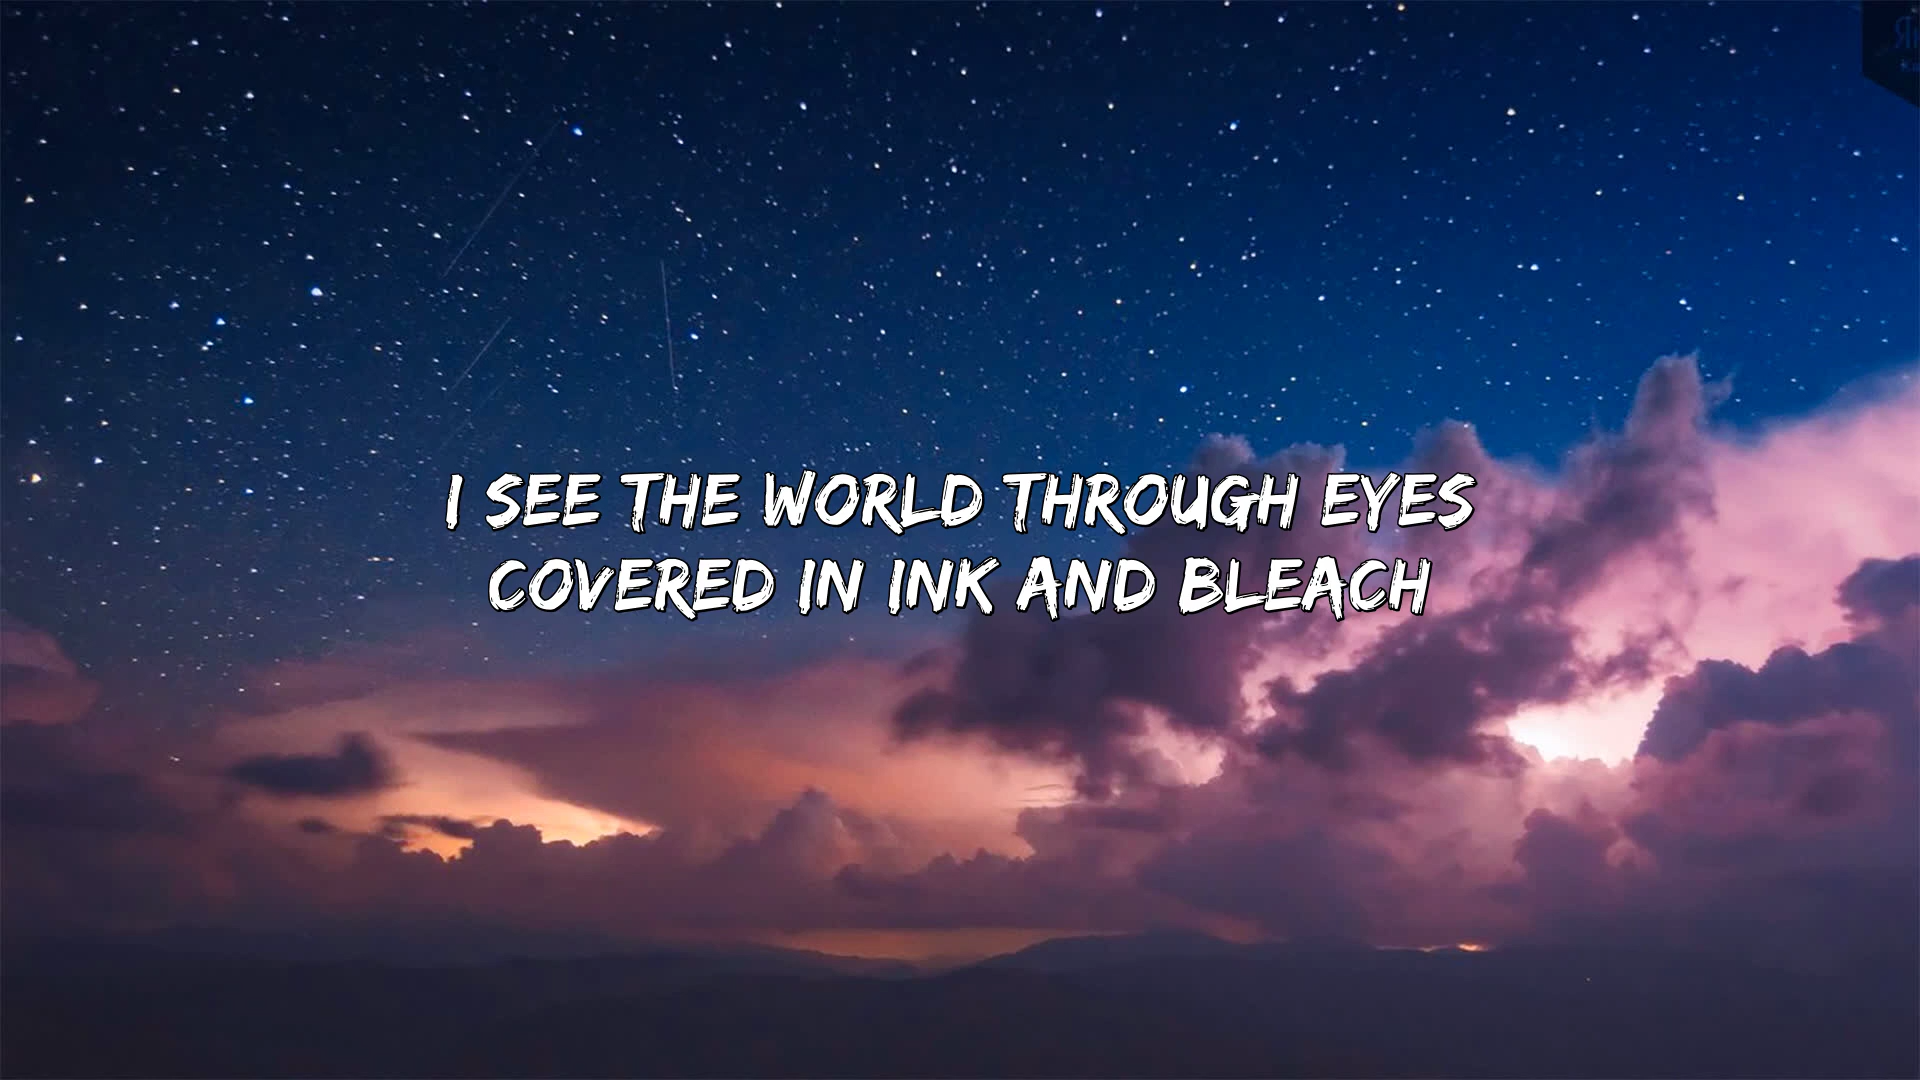 I SEE THE WORLD THROUGH EYES
COVERED IN INK AND BLEACH